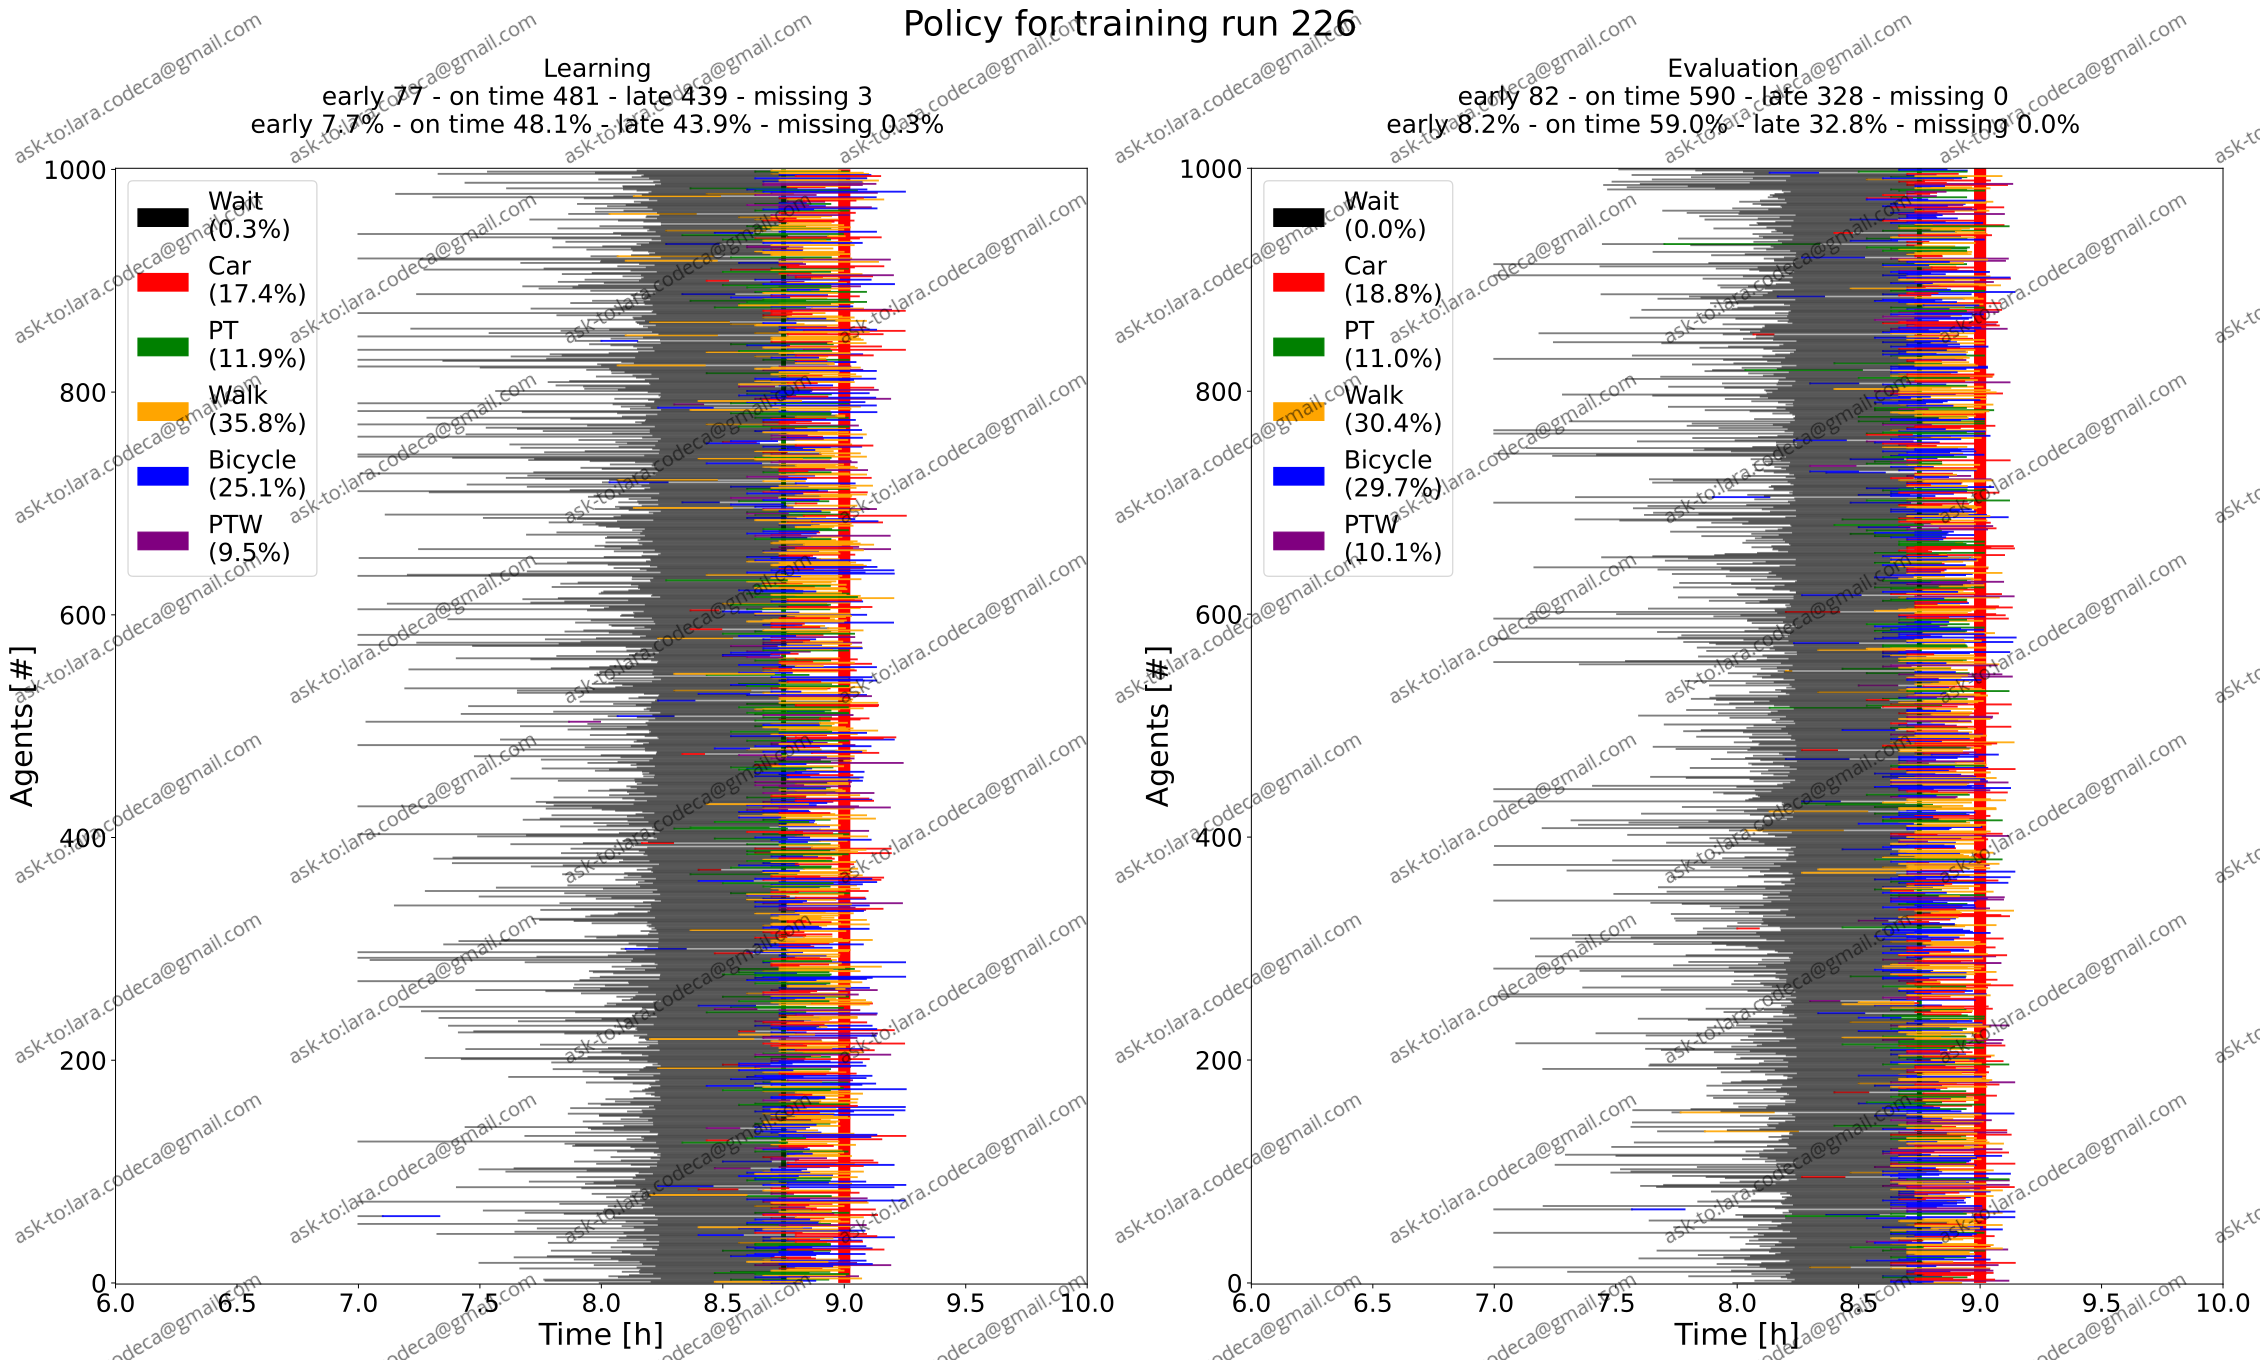 Policy for training run 226
Learning
early 77 - on time 481 - late 439 - missing 3
early 7.7% - on time 48.1% - late 43.9% - missing 0.3%
1000
800
600
400
200
0
Agents [#]
Wait
(0.3%)
Car
(17.4%)
PT
(11.9%)
Walk
(35.8%)
Bicycle
(25.1%)
PTW
(9.5%)
6.0 6.5 7.0 7.5 8.0 8.5 9.0 9.5 10.0
Time [h]
Evaluation
early 82 - on time 590 - late 328 - missing 0
early 8.2% - on time 59.0% - late 32.8% - missing 0.0%
1000
800
600
400
200
0
Agents [#]
Wait
(0.0%)
Car
(18.8%)
PT
(11.0%)
Walk
(30.4%)
Bicycle
(29.7%)
PTW
(10.1%)
6.0 6.5 7.0 7.5 8.0 8.5 9.0 9.5 10.0
Time [h]
ask-to:lara.codeca@gmail.com